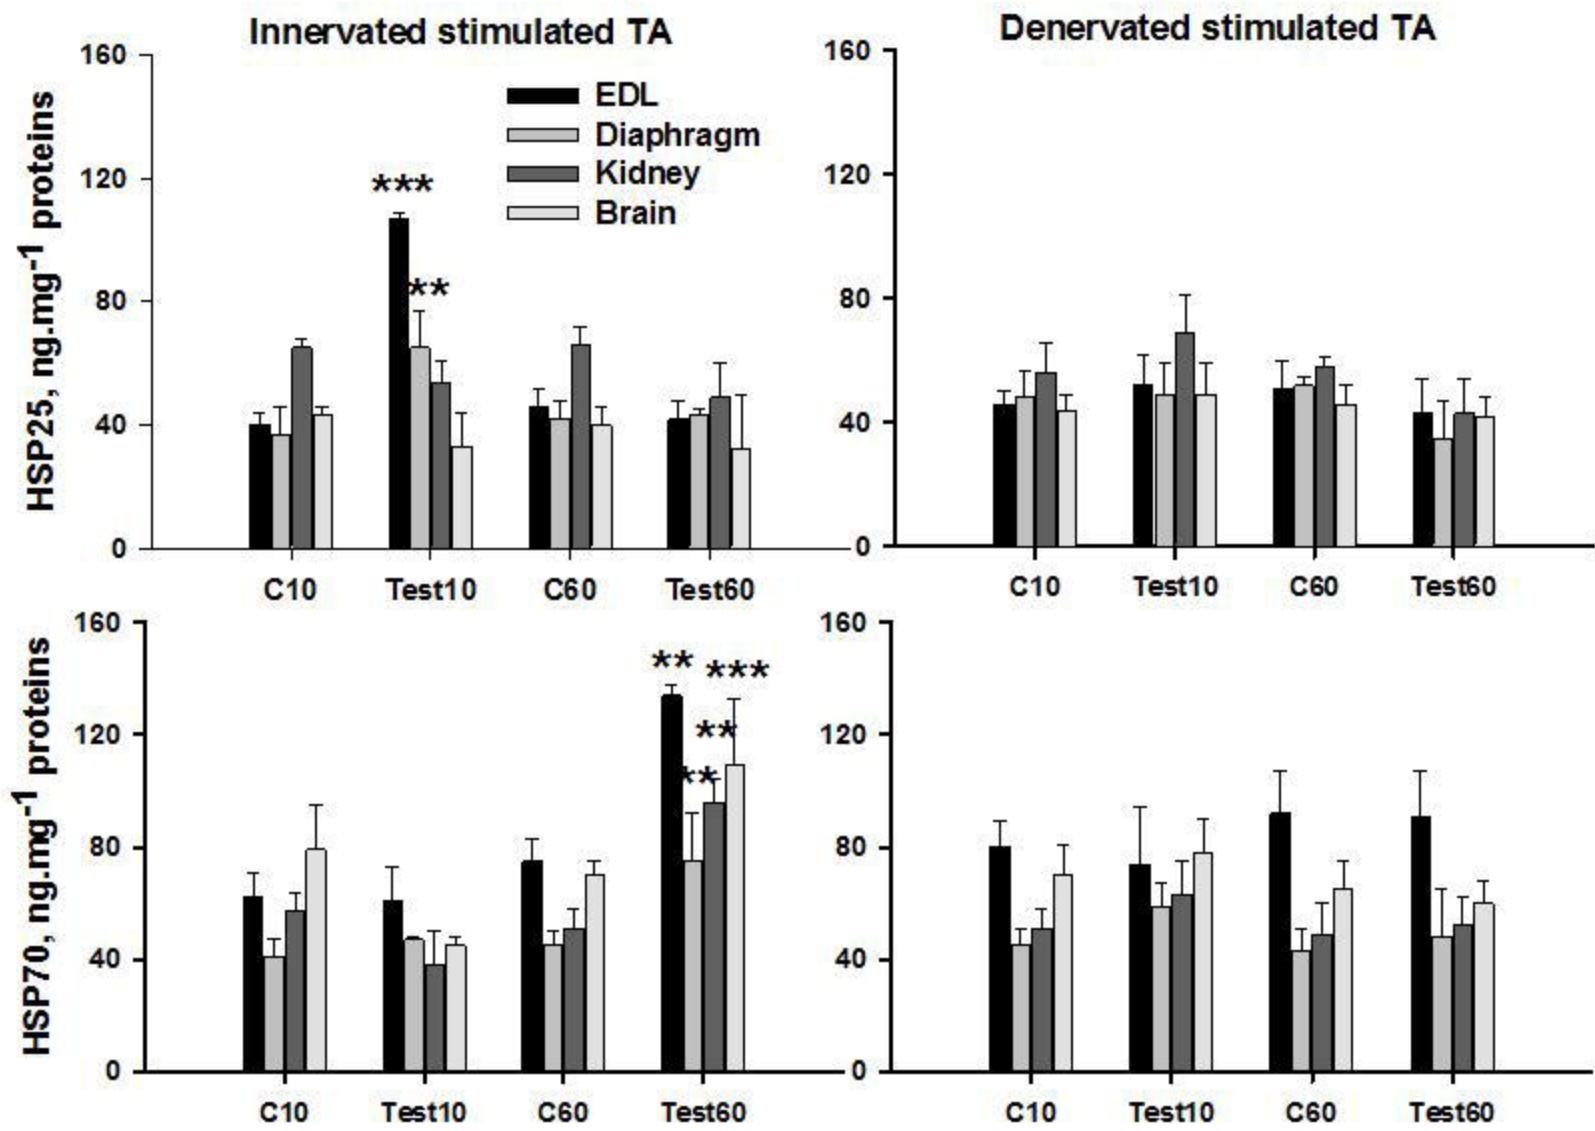 Innervated stimulated TA
Denervated stimulated TA
EDL
Diaphragm
Kidney
Brain
HSP25, ng.mg-1 proteins
160
120
80
40
0
***
**
C10 Test10 C60 Test60
160
120
80
40
0
C10 Test10 C60 Test60
HSP70, ng.mg-1 proteins
160
120
80
40
0
**
***
**
**
C10 Test10 C60 Test60
160
120
80
40
0
C10 Test10 C60 Test60